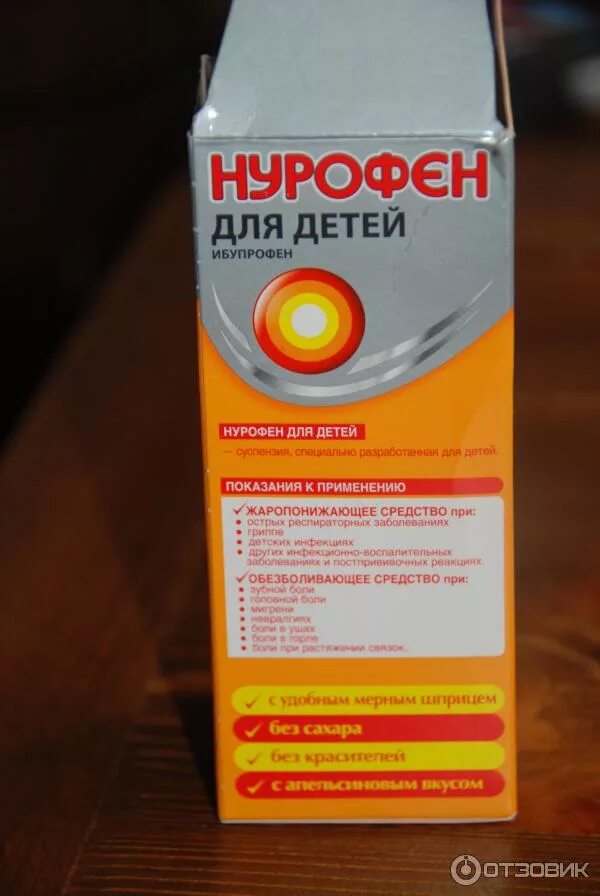 НУРОФЕН
ДЛЯ ДЕТЕЙ
ИБУПРОФЕН
НУРОФЕН ДЛЯ ДЕТЕЙ
— суспензия, специально разработанная для детей.
ПОКАЗАНИЯ К ПРИМЕНЕНИЮ
✓ ЖАРОПОНИЖАЮЩЕЕ СРЕДСТВО при:
• острых респираторных заболеваниях
• гриппе
• детских инфекциях
• других инфекционно-воспалительных
заболеваниях и постпрививочных реакциях.
✓ ОБЕЗБОЛИВАЮЩЕЕ СРЕДСТВО при:
• зубной боли
• головной боли
• мигрени
• невралгиях
• боли в ушах
• боли в горле
• боли при растяжении связок.
✓ с удобным мерным шприцем
✓ без сахара
✓ без красителей
✓ с апельсиновым вкусом
ОТЗОВИК